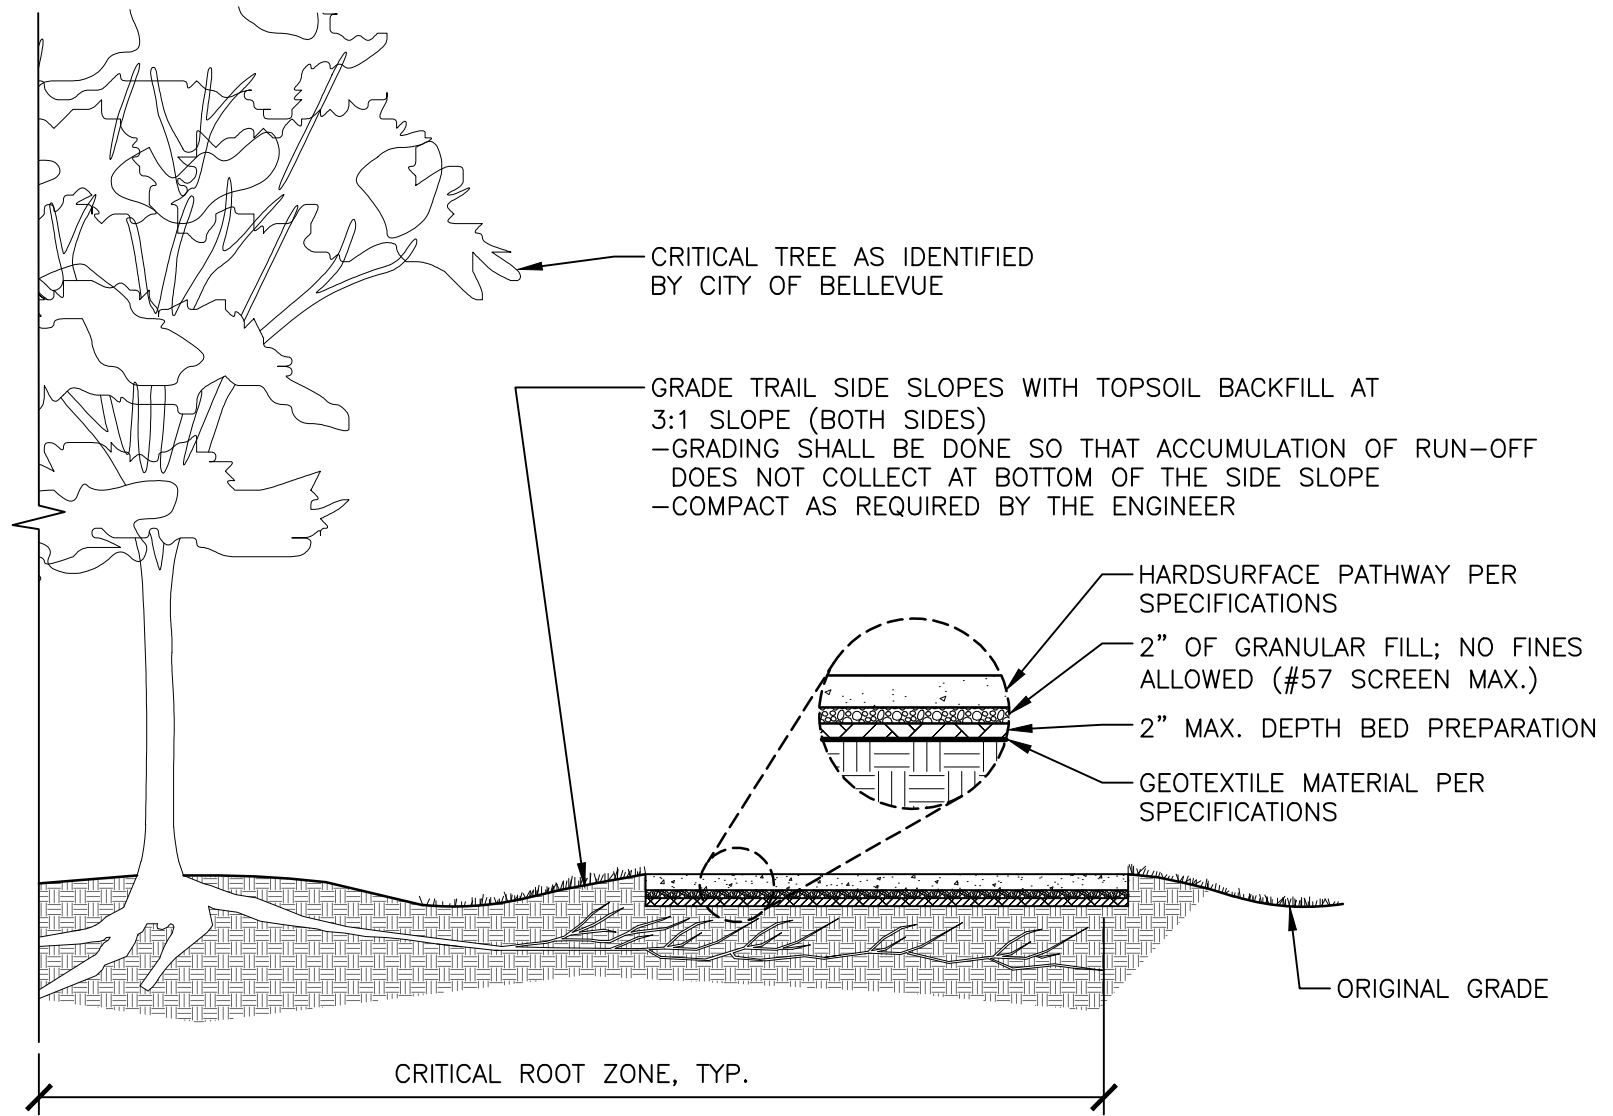 CRITICAL TREE AS IDENTIFIED
BY CITY OF BELLEVUE
GRADE TRAIL SIDE SLOPES WITH TOPSOIL BACKFILL AT
3:1 SLOPE (BOTH SIDES)
-GRADING SHALL BE DONE SO THAT ACCUMULATION OF RUN-OFF
DOES NOT COLLECT AT BOTTOM OF THE SIDE SLOPE
-COMPACT AS REQUIRED BY THE ENGINEER
HARDSURFACE PATHWAY PER
SPECIFICATIONS
2" OF GRANULAR FILL; NO FINES
ALLOWED (#57 SCREEN MAX.)
2" MAX. DEPTH BED PREPARATION
GEOTEXTILE MATERIAL PER
SPECIFICATIONS
ORIGINAL GRADE
CRITICAL ROOT ZONE, TYP.